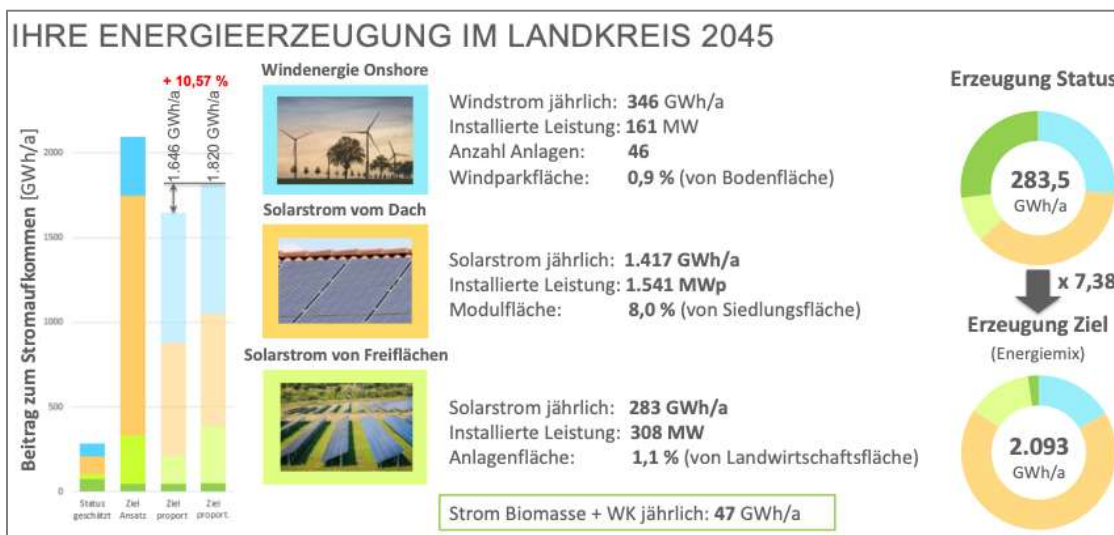 IHRE ENERGIEERZEUGUNG IM LANDKREIS 2045
+ 10,57 %
1.646 GWh/a
1.820 GWh/a
Beitrag zum Stromaufkommen [GWh/a]
2000
1500
1000
500
0
Status geschätzt
Ziel Ansatz
Ziel proport
Ziel proport.
Windenergie Onshore
Windstrom jährlich: 346 GWh/a
Installierte Leistung: 161 MW
Anzahl Anlagen: 46
Windparkfläche: 0,9 % (von Bodenfläche)
Solarstrom vom Dach
Solarstrom jährlich: 1.417 GWh/a
Installierte Leistung: 1.541 MWp
Modulfläche: 8,0 % (von Siedlungsfläche)
Solarstrom von Freiflächen
Solarstrom jährlich: 283 GWh/a
Installierte Leistung: 308 MW
Anlagenfläche: 1,1 % (von Landwirtschaftsfläche)
Strom Biomasse + WK jährlich: 47 GWh/a
Erzeugung Status
283,5
GWh/a
x 7,38
Erzeugung Ziel
(Energiemix)
2.093
GWh/a